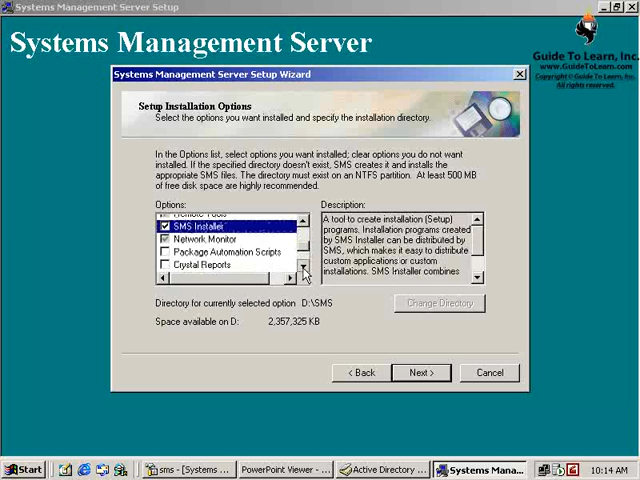 Systems Management Server Setup
Systems Management Server
Guide To Learn, Inc.
www.GuideToLearn.com
Copyright © Guide To Learn, Inc.
All rights reserved.
Systems Management Server Setup Wizard
Setup Installation Options
Select the options you want installed and specify the installation directory.
In the Options list, select options you want installed; clear options you do not want
installed. If the specified directory doesn't exist, SMS creates it and installs the
appropriate SMS files. The directory must exist on an NTFS partition. At least 500 MB
of free disk space are highly recommended.
Options:
Remote Tools
SMS Installer
Network Monitor
Package Automation Scripts
Crystal Reports
Description:
A tool to create installation (Setup)
programs. Installation programs created
by SMS Installer can be distributed by
SMS, which makes it easy to distribute
custom applications or custom
installations. SMS Installer combines
Directory for currently selected option D:\SMS
Change Directory
Space available on D: 2,357,325 KB
< Back
Next >
Cancel
Start
sms - [Systems ...
PowerPoint Viewer - ...
Active Directory ...
Systems Mana...
10:14 AM